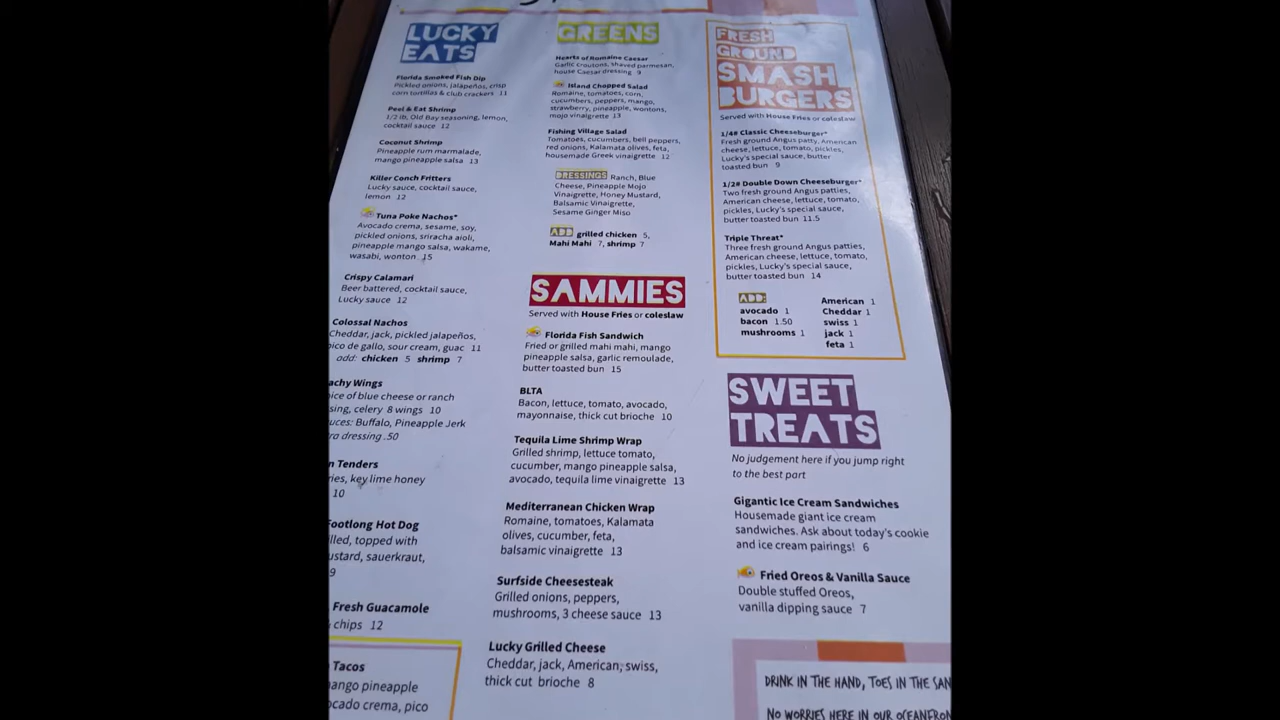 LUCKY
EATS
Florida Smoked Fish Dip
Pickled onions, jalapeños, crisp
corn tortillas & club crackers 11
Peel & Eat Shrimp
1/2 lb, Old Bay seasoning, lemon,
cocktail sauce 12
Coconut Shrimp
Pineapple rum marmalade,
mango pineapple salsa 13
Killer Conch Fritters
Lucky sauce, cocktail sauce,
lemon 12
Tuna Poke Nachos*
Avocado crema, sesame, soy,
pickled onions, sriracha aioli,
pineapple mango salsa, wakame,
wasabi, wonton 15
Crispy Calamari
Beer battered, cocktail sauce,
Lucky sauce 12
Colossal Nachos
Cheddar, jack, pickled jalapeños,
pico de gallo, sour cream, guac 11
add: chicken 5 shrimp 7
achy Wings
ice of blue cheese or ranch
sing, celery 8 wings 10
uces: Buffalo, Pineapple Jerk
ra dressing .50
n Tenders
ries, key lime honey
10
Footlong Hot Dog
lled, topped with
ustard, sauerkraut,
9
Fresh Guacamole
chips 12
Tacos
ango pineapple
ocado crema, pico
GREENS
Hearts of Romaine Caesar
Garlic croutons, shaved parmesan,
house Caesar dressing 9
Island Chopped Salad
Romaine, tomatoes, corn,
cucumbers, peppers, mango,
strawberry, pineapple, wontons,
mojo vinaigrette 13
Fishing Village Salad
Tomatoes, cucumbers, bell peppers,
red onions, Kalamata olives, feta,
housemade Greek vinaigrette 12
DRESSINGS Ranch, Blue
Cheese, Pineapple Mojo
Vinaigrette, Honey Mustard,
Balsamic Vinaigrette,
Sesame Ginger Miso
ADD grilled chicken 5,
Mahi Mahi 7, shrimp 7
SAMMIES
Served with House Fries or coleslaw
Florida Fish Sandwich
Fried or grilled mahi mahi, mango
pineapple salsa, garlic remoulade,
butter toasted bun 15
BLTA
Bacon, lettuce, tomato, avocado,
mayonnaise, thick cut brioche 10
Tequila Lime Shrimp Wrap
Grilled shrimp, lettuce tomato,
cucumber, mango pineapple salsa,
avocado, tequila lime vinaigrette 13
Mediterranean Chicken Wrap
Romaine, tomatoes, Kalamata
olives, cucumber, feta,
balsamic vinaigrette 13
Surfside Cheesesteak
Grilled onions, peppers,
mushrooms, 3 cheese sauce 13
Lucky Grilled Cheese
Cheddar, jack, American, swiss,
thick cut brioche 8
FRESH
GROUND
SMASH
BURGERS
Served with House Fries or coleslaw
1/4# Classic Cheeseburger*
Fresh ground Angus patty, American
cheese, lettuce, tomato, pickles,
Lucky's special sauce, butter
toasted bun 9
1/2# Double Down Cheeseburger*
Two fresh ground Angus patties,
American cheese, lettuce, tomato,
pickles, Lucky's special sauce,
butter toasted bun 11.5
Triple Threat*
Three fresh ground Angus patties,
American cheese, lettuce, tomato,
pickles, Lucky's special sauce,
butter toasted bun 14
ADD:
avocado 1
bacon 1.50
mushrooms 1
American 1
Cheddar 1
swiss 1
jack 1
feta 1
SWEET
TREATS
No judgement here if you jump right
to the best part
Gigantic Ice Cream Sandwiches
Housemade giant ice cream
sandwiches. Ask about today's cookie
and ice cream pairings! 6
Fried Oreos & Vanilla Sauce
Double stuffed Oreos,
vanilla dipping sauce 7
DRINK IN THE HAND, TOES IN THE SAN
NO WORRIES HERE IN OUR OCEANFRON